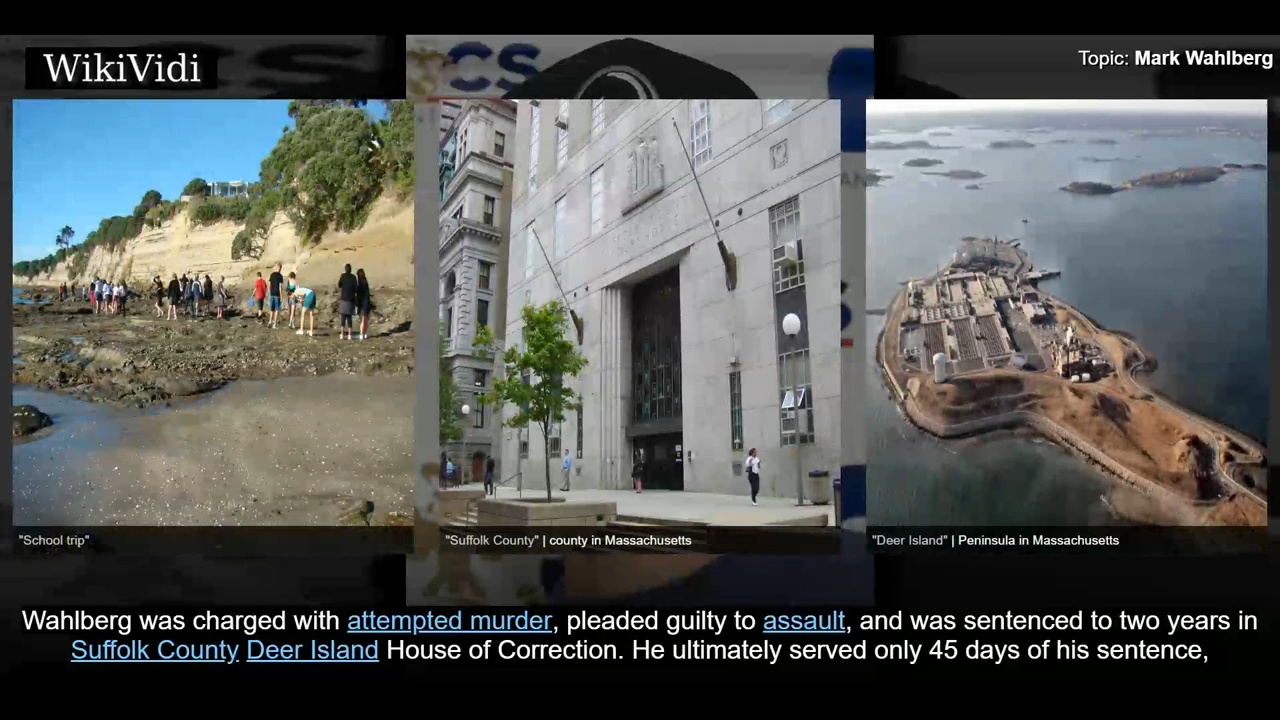 WikiVidi
Topic: Mark Wahlberg
CS
"School trip"
"Suffolk County" | county in Massachusetts
"Deer Island" | Peninsula in Massachusetts
Wahlberg was charged with attempted murder, pleaded guilty to assault, and was sentenced to two years in
Suffolk County Deer Island House of Correction. He ultimately served only 45 days of his sentence,